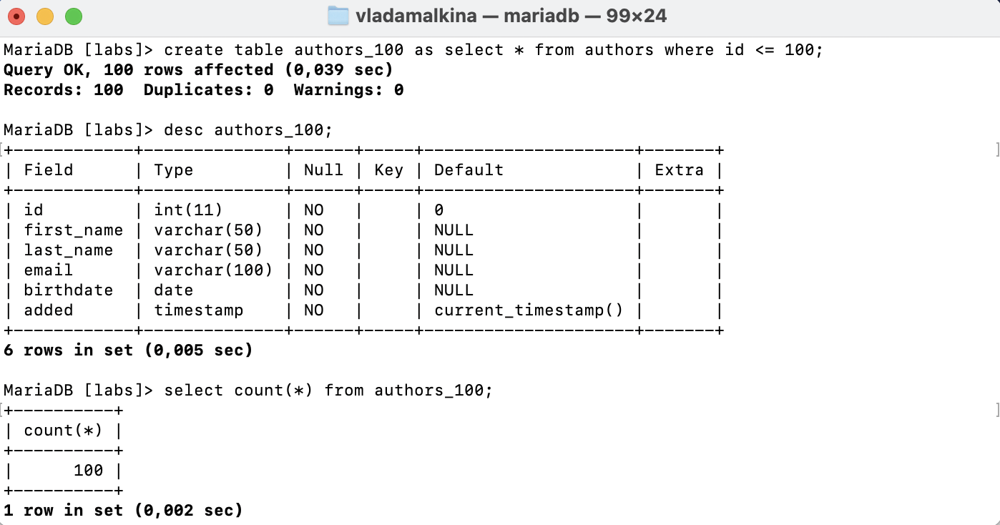 vladamalkina — mariadb — 99×24
MariaDB [labs]> create table authors_100 as select * from authors where id <= 100;
Query OK, 100 rows affected (0,039 sec)
Records: 100  Duplicates: 0  Warnings: 0

MariaDB [labs]> desc authors_100;
+------------+--------------+------+-----+---------------------+-------+
| Field      | Type         | Null | Key | Default             | Extra |
+------------+--------------+------+-----+---------------------+-------+
| id         | int(11)      | NO   |     | 0                   |       |
| first_name | varchar(50)  | NO   |     | NULL                |       |
| last_name  | varchar(50)  | NO   |     | NULL                |       |
| email      | varchar(100) | NO   |     | NULL                |       |
| birthdate  | date         | NO   |     | NULL                |       |
| added      | timestamp    | NO   |     | current_timestamp() |       |
+------------+--------------+------+-----+---------------------+-------+
6 rows in set (0,005 sec)

MariaDB [labs]> select count(*) from authors_100;
+----------+
| count(*) |
+----------+
|      100 |
+----------+
1 row in set (0,002 sec)